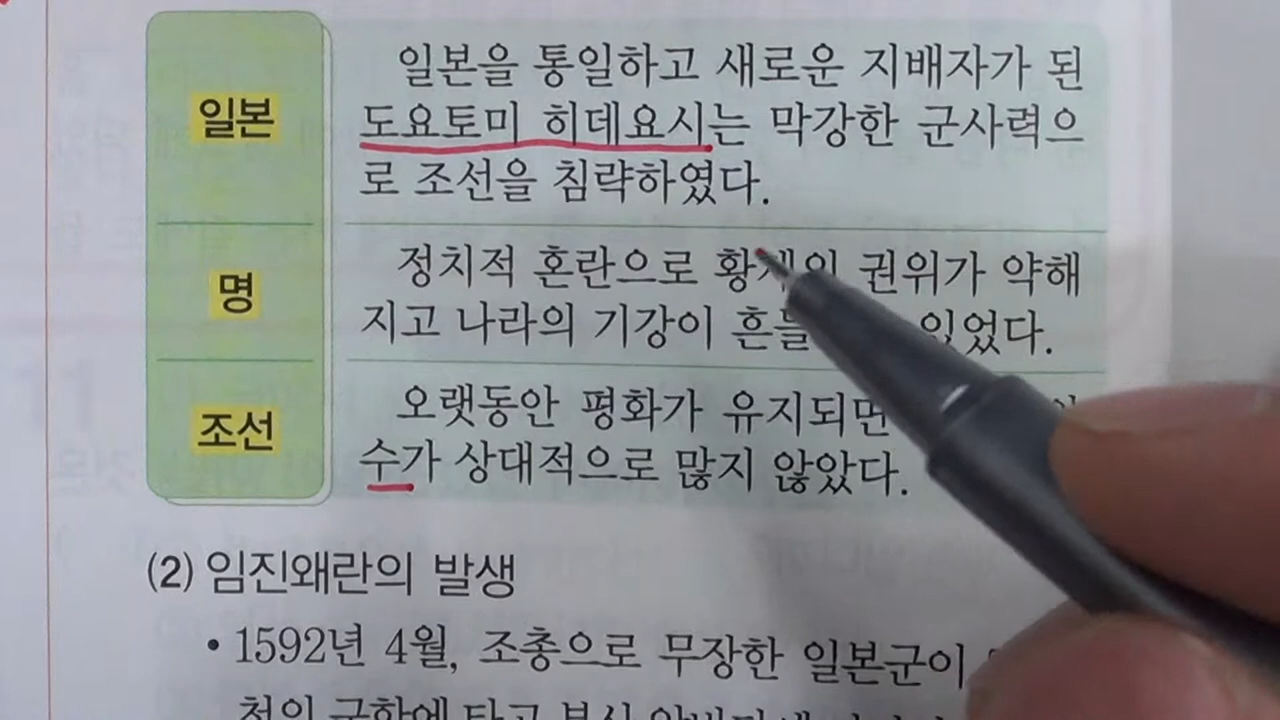 일본
일본을 통일하고 새로운 지배자가 된
도요토미 히데요시는 막강한 군사력으
로 조선을 침략하였다.
명
정치적 혼란으로 권위가 약해
지고 나라의 기강이 있었다.
조선
오랫동안 평화가 유지되면
수가 상대적으로 많지 않았다.
(2) 임진왜란의 발생
• 1592년 4월, 조총으로 무장한 일본군이